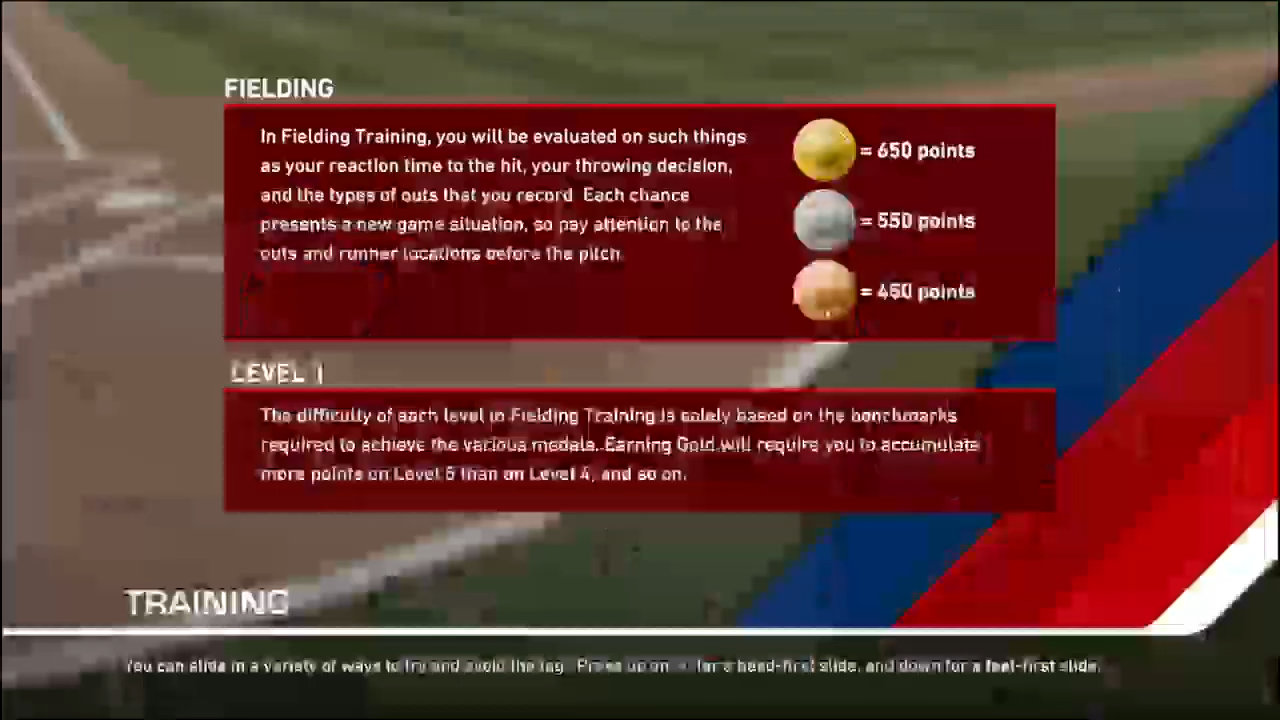 FIELDING
In Fielding Training, you will be evaluated on such things
as your reaction time to the hit, your throwing decision,
and the types of outs that you record. Each chance
presents a new game situation, so pay attention to the
outs and runner locations before the pitch.
= 650 points
= 550 points
= 450 points
LEVEL 1
The difficulty of each level in Fielding Training is solely based on the benchmarks
required to achieve the various medals. Earning Gold will require you to accumulate
more points on Level 5 than on Level 4, and so on.
TRAINING
You can slide in a variety of ways to try and avoid the tag. Press up on for a head-first slide, and down for a feet-first slide.